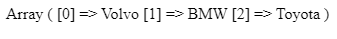 Array ( [0] => Volvo [1] => BMW [2] => Toyota )